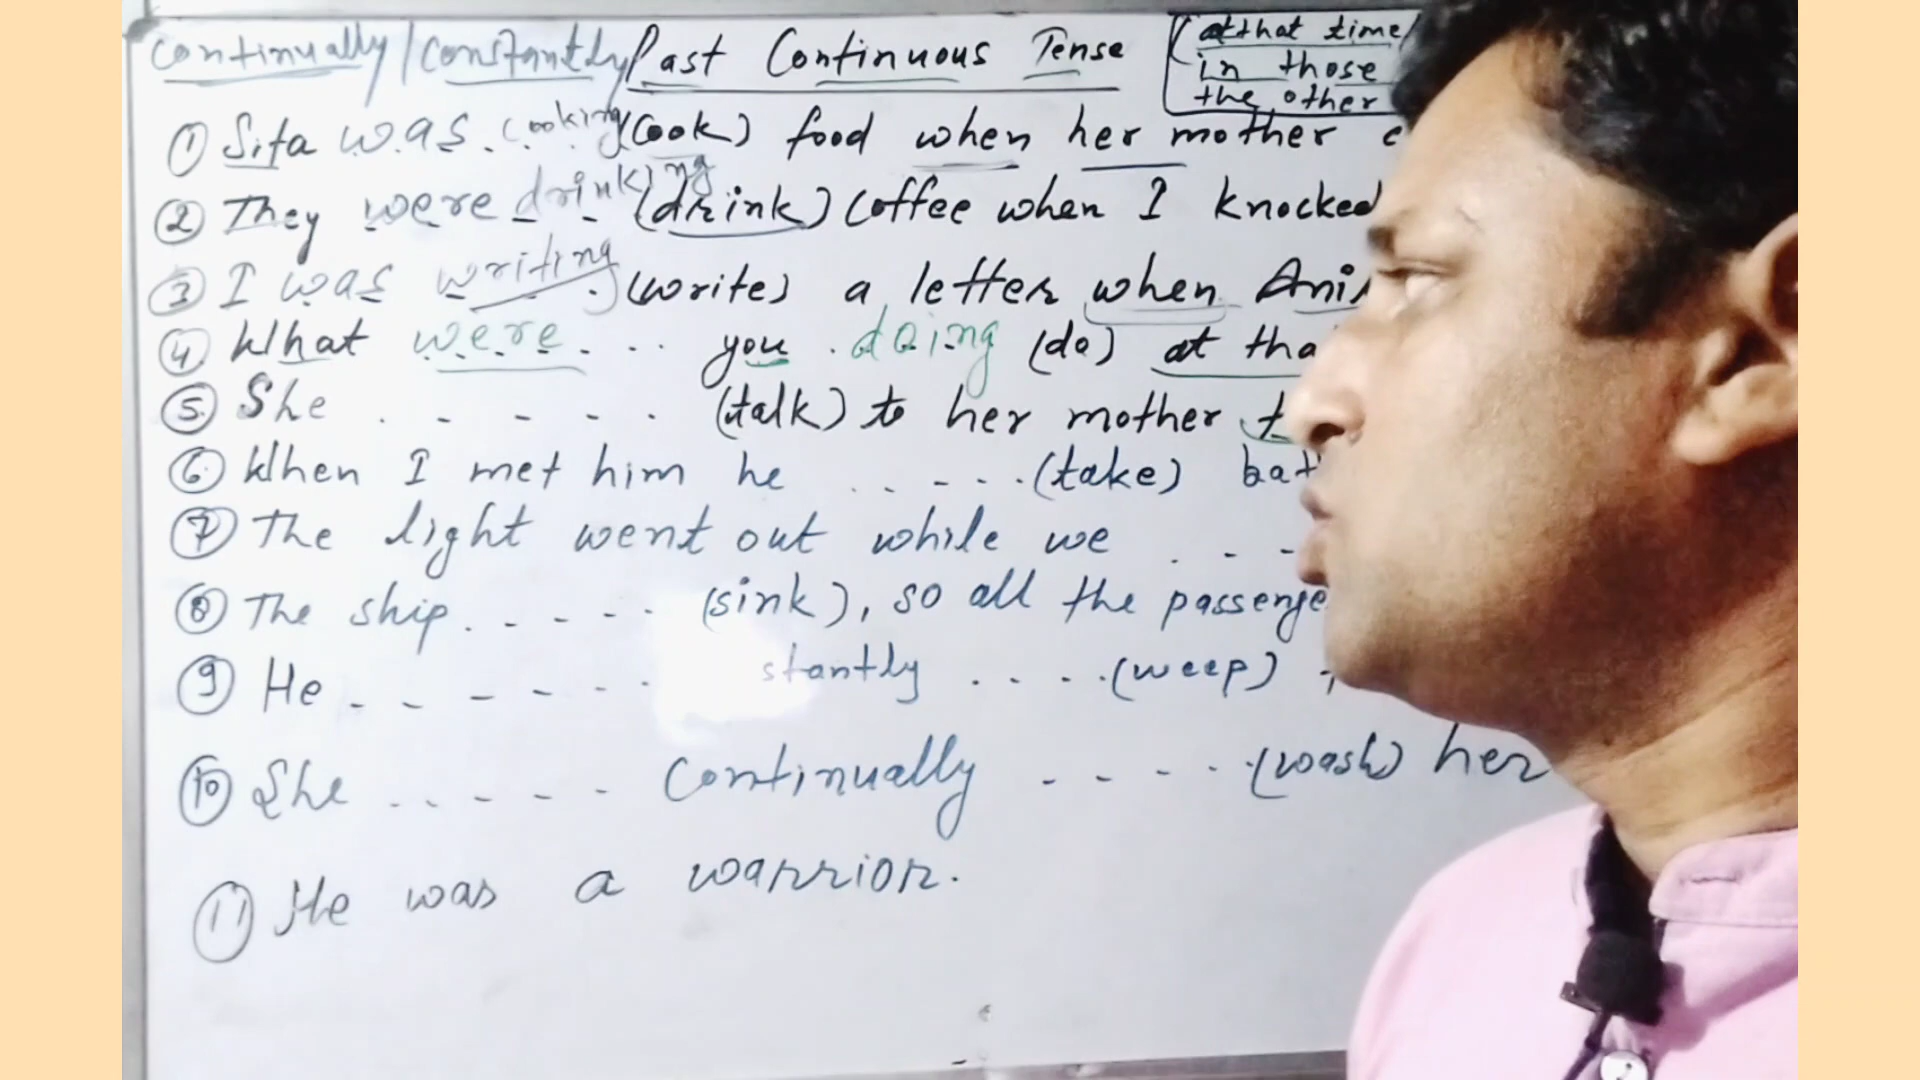 Continually/Constantly Past Continuous Tense (at that time/
in those
the other
① Sita was cooking (cook) food when her mother c
② They were drinking (drink) coffee when I knocked
③ I was writing (write) a letter when Ani
④ What were ... you . doing (do) at tha
⑤ She . - - - . (talk) to her mother t
⑥ When I met him he . . - - . . (take) bat
⑦ The light went out while we . - -
⑧ The ship . - - - . (sink), so all the passenge
⑨ He - - - - - . stantly . . . . (weep)
⑩ She . . - - - Continually - - - - . (wash) her
⑪ He was a warrior.